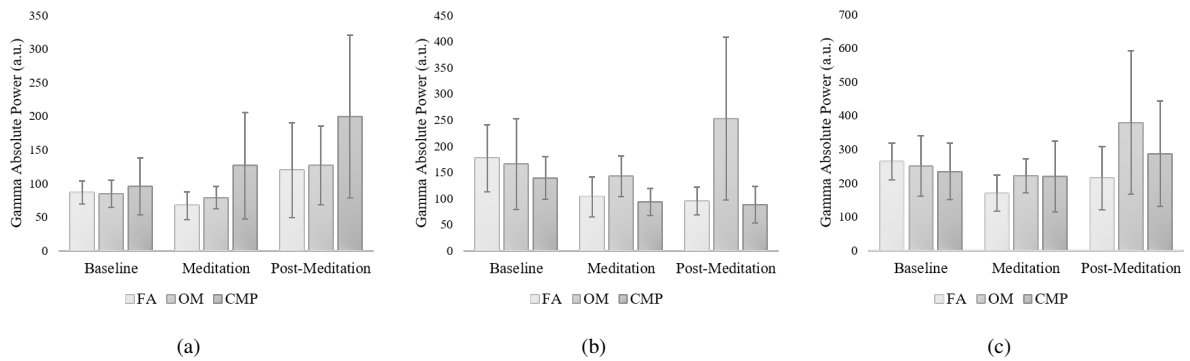 Gamma Absolute Power (a.u.)
350
300
250
200
150
100
50
0
Baseline Meditation Post-Meditation
FA OM CMP
(a)
Gamma Absolute Power (a.u.)
450
400
350
300
250
200
150
100
50
0
Baseline Meditation Post-Meditation
FA OM CMP
(b)
Gamma Absolute Power (a.u.)
700
600
500
400
300
200
100
0
Baseline Meditation Post-Meditation
FA OM CMP
(c)